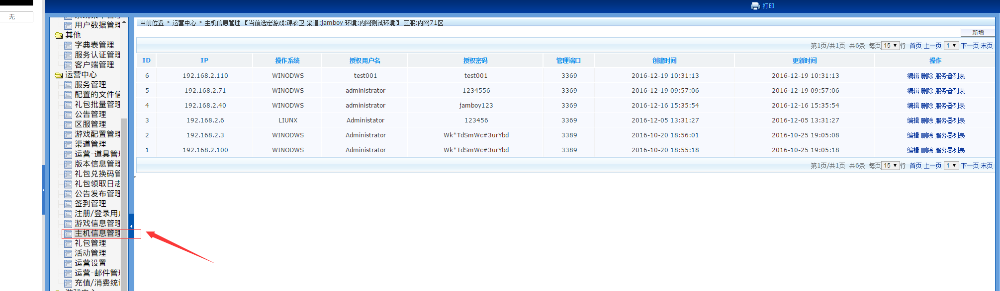 打印
无
用户数据管理
其他
字典表管理
服务认证管理
客户端管理
运营中心
服务管理
配置的文件信
礼包批量管理
公告管理
区服管理
游戏配置管理
渠道管理
运营-道具管理
版本信息管理
礼包兑换码管
礼包领取日志
公告发布管理
签到管理
注册/登录用户
游戏信息管理
主机信息管理
礼包管理
活动管理
运营设置
运营-邮件管理
充值/消费统计
当前位置 > 运营中心 > 主机信息管理 【当前选定游戏:锦衣卫 渠道:jamboy 环境:内网测试环境】 区服:内网71区
新增
第1页/共1页 共6条 每页 15 行 首页 上一页 1 下一页 末页
ID IP 操作系统 授权用户名 授权密码 管理端口 创建时间 更新时间 操作
6 192.168.2.110 WINODWS test001 test001 3369 2016-12-19 10:31:13 2016-12-19 10:31:13 编辑 删除 服务器列表
5 192.168.2.71 WINODWS administrator 1234556 3369 2016-12-19 09:57:06 2016-12-19 09:57:06 编辑 删除 服务器列表
4 192.168.2.40 WINODWS administrator jamboy123 3369 2016-12-16 15:35:54 2016-12-16 15:35:54 编辑 删除 服务器列表
3 192.168.2.6 LIUNX Administator 123456 3369 2016-12-05 13:31:27 2016-12-05 13:31:27 编辑 删除 服务器列表
2 192.168.2.3 WINODWS Administrator Wk*TdSmWc#3urYbd 3389 2016-10-20 18:56:01 2016-10-25 19:05:08 编辑 删除 服务器列表
1 192.168.2.100 WINODWS Administrator Wk*TdSmWc#3urYbd 3389 2016-10-20 18:55:18 2016-10-25 19:05:18 编辑 删除 服务器列表
第1页/共1页 共6条 每页 15 行 首页 上一页 1 下一页 末页